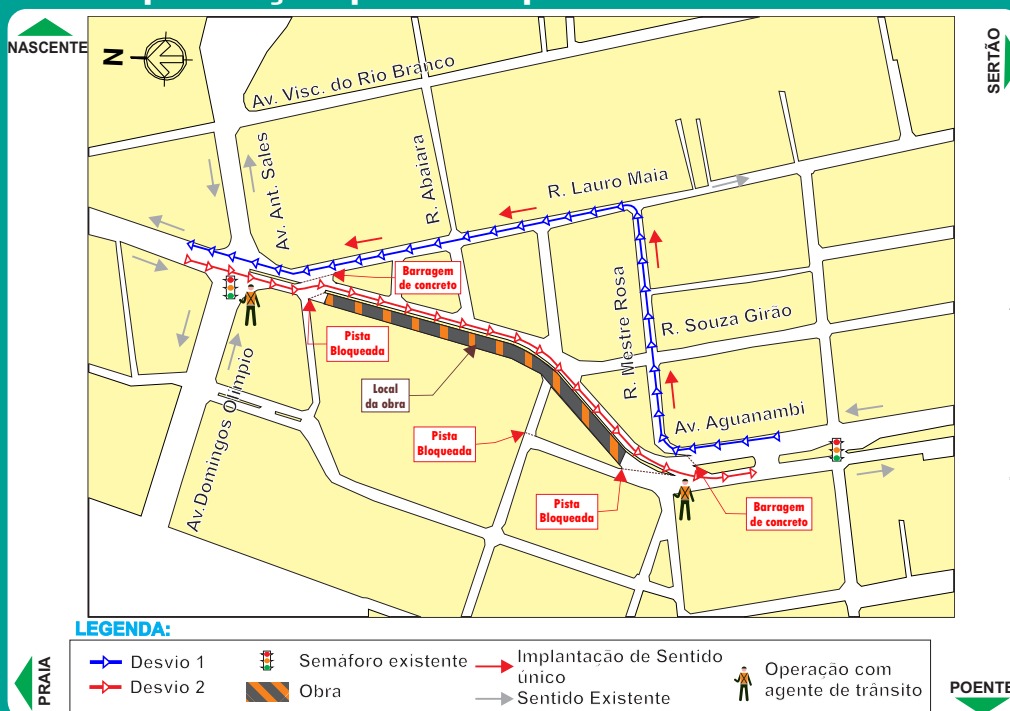 NASCENTE
SERTÃO
N
Av. Visc. do Rio Branco
Av. Ant. Sales
R. Abaiara
R. Lauro Maia
Barragem
de concreto
Pista
Bloqueada
Local
da obra
R. Mestre Rosa
R. Souza Girão
Av. Aguanambi
Av.Domingos Olimpio
Pista
Bloqueada
Pista
Bloqueada
Barragem
de concreto
LEGENDA:
Desvio 1
Desvio 2
Semáforo existente
Obra
Implantação de Sentido
único
Sentido Existente
Operação com
agente de trânsito
PRAIA
POENTE